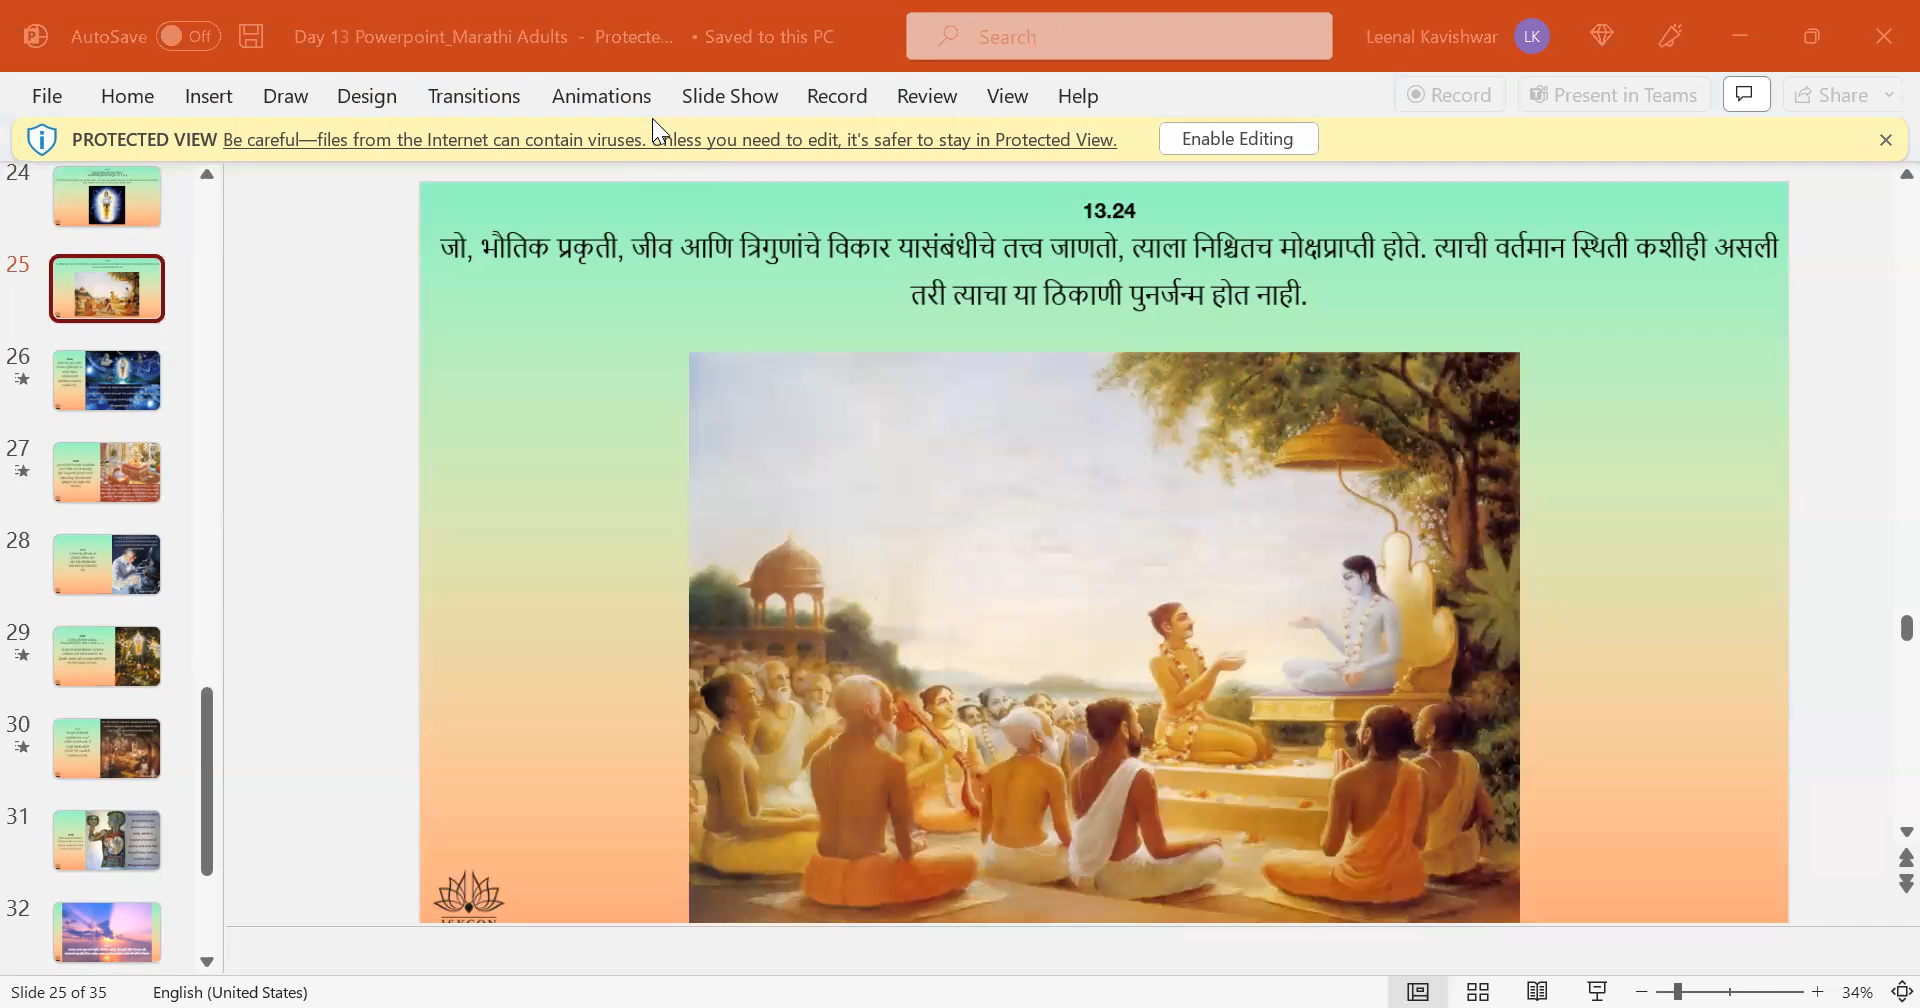 AutoSave Off Day 13 Powerpoint_Marathi Adults - Protecte... • Saved to this PC Search Leenal Kavishwar LK
File Home Insert Draw Design Transitions Animations Slide Show Record Review View Help Record Present in Teams Share
PROTECTED VIEW Be careful—files from the Internet can contain viruses. Unless you need to edit, it's safer to stay in Protected View. Enable Editing
24
25
26
27
28
29
30
31
32
13.24
जो, भौतिक प्रकृती, जीव आणि त्रिगुणांचे विकार यासंबंधीचे तत्त्व जाणतो, त्याला निश्चितच मोक्षप्राप्ती होते. त्याची वर्तमान स्थिती कशीही असली
तरी त्याचा या ठिकाणी पुनर्जन्म होत नाही.
ISKCON
Slide 25 of 35 English (United States) 34%